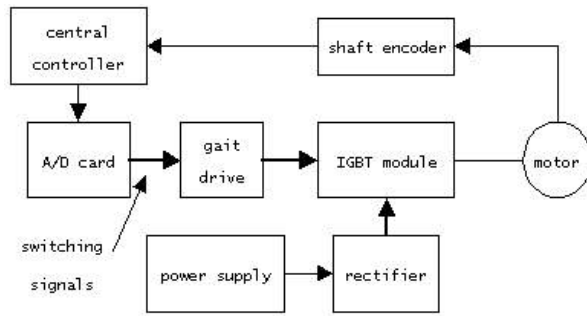 central
controller
shaft encoder
A/D card
gait
drive
IGBT module
motor
switching
signals
power supply
rectifier